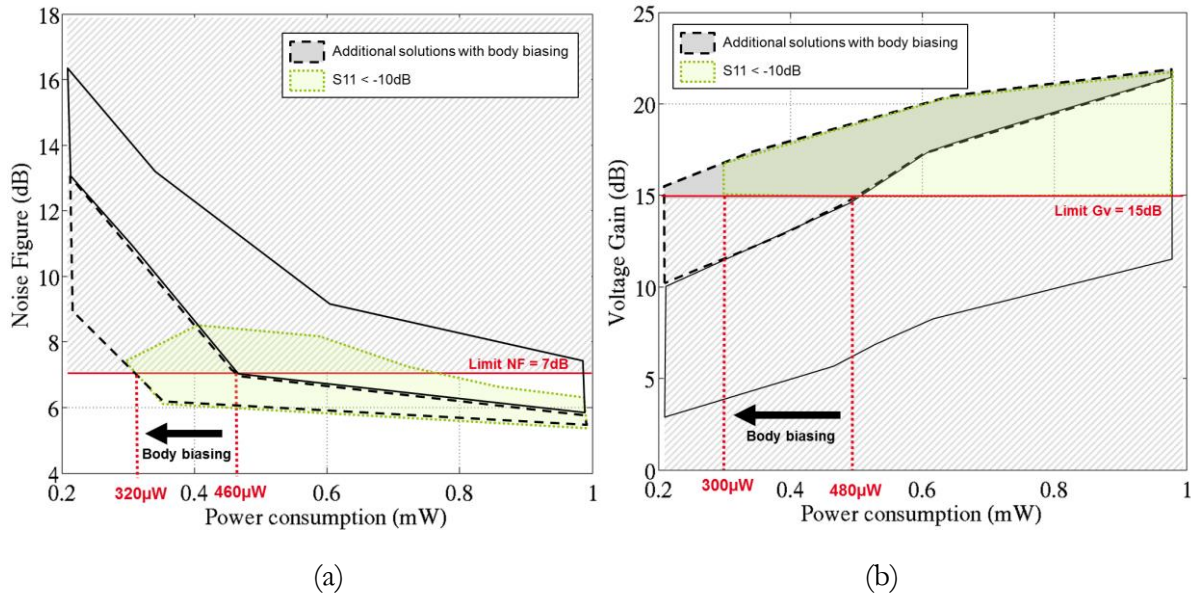 18
16
14
12
10
8
6
4
Noise Figure (dB)
Additional solutions with body biasing
S11 < -10dB
Limit NF = 7dB
Body biasing
320µW
460µW
0.2
0.4
0.6
0.8
1
Power consumption (mW)
(a)
25
20
15
10
5
0
Voltage Gain (dB)
Additional solutions with body biasing
S11 < -10dB
Limit Gv = 15dB
Body biasing
300µW
480µW
0.2
0.4
0.6
0.8
1
Power consumption (mW)
(b)